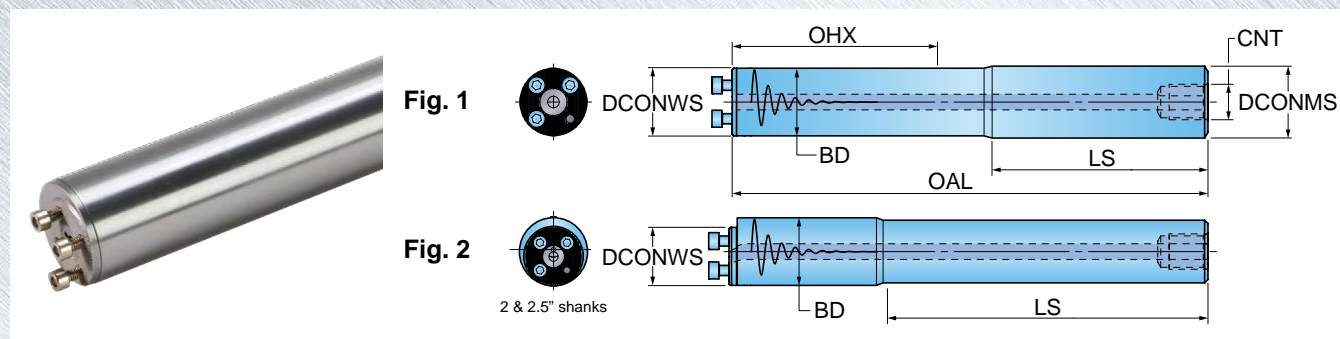 OHX
CNT
Fig. 1
DCONWS
DCONMS
BD
LS
OAL
Fig. 2
DCONWS
2 & 2.5" shanks
BD
LS